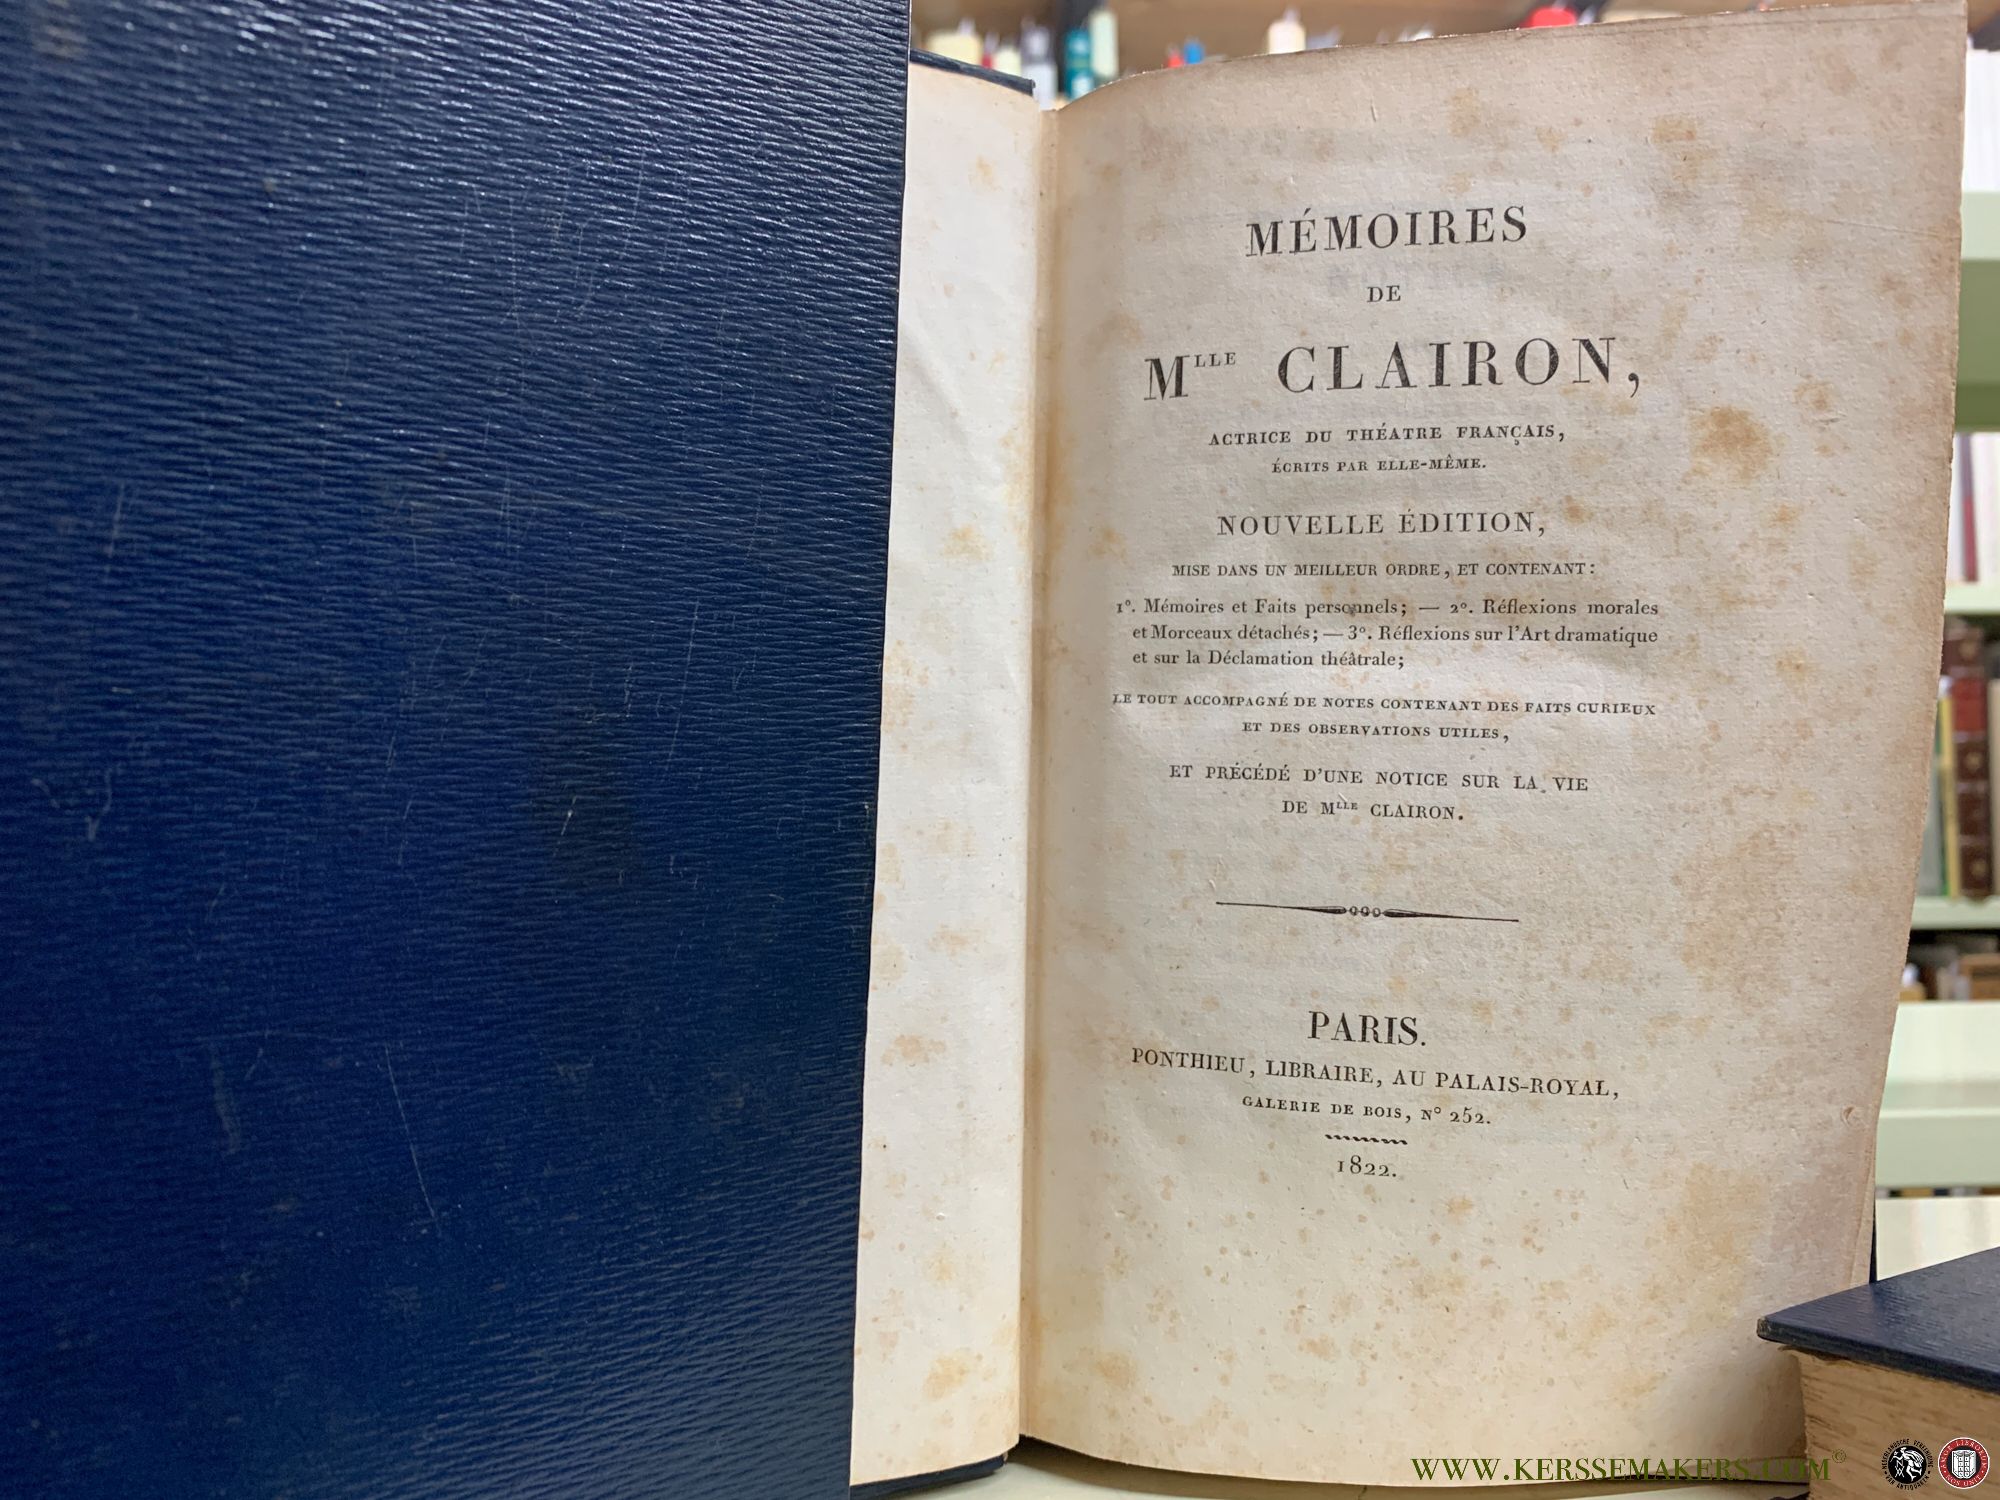 MÉMOIRES
DE
MLLE CLAIRON,
ACTRICE DU THÉATRE FRANÇAIS,
ÉCRITS PAR ELLE-MÊME.
NOUVELLE ÉDITION,
MISE DANS UN MEILLEUR ORDRE, ET CONTENANT:
1º. Mémoires et Faits personnels; — 2º. Réflexions morales
et Morceaux détachés; — 3º. Réflexions sur l'Art dramatique
et sur la Déclamation théâtrale;
LE TOUT ACCOMPAGNÉ DE NOTES CONTENANT DES FAITS CURIEUX
ET DES OBSERVATIONS UTILES,
ET PRÉCÉDÉ D'UNE NOTICE SUR LA VIE
DE MLLE CLAIRON.
PARIS.
PONTHIEU, LIBRAIRE, AU PALAIS-ROYAL,
GALERIE DE BOIS, Nº 252.
1822.
WWW.KERSSEMAKERS.COM©